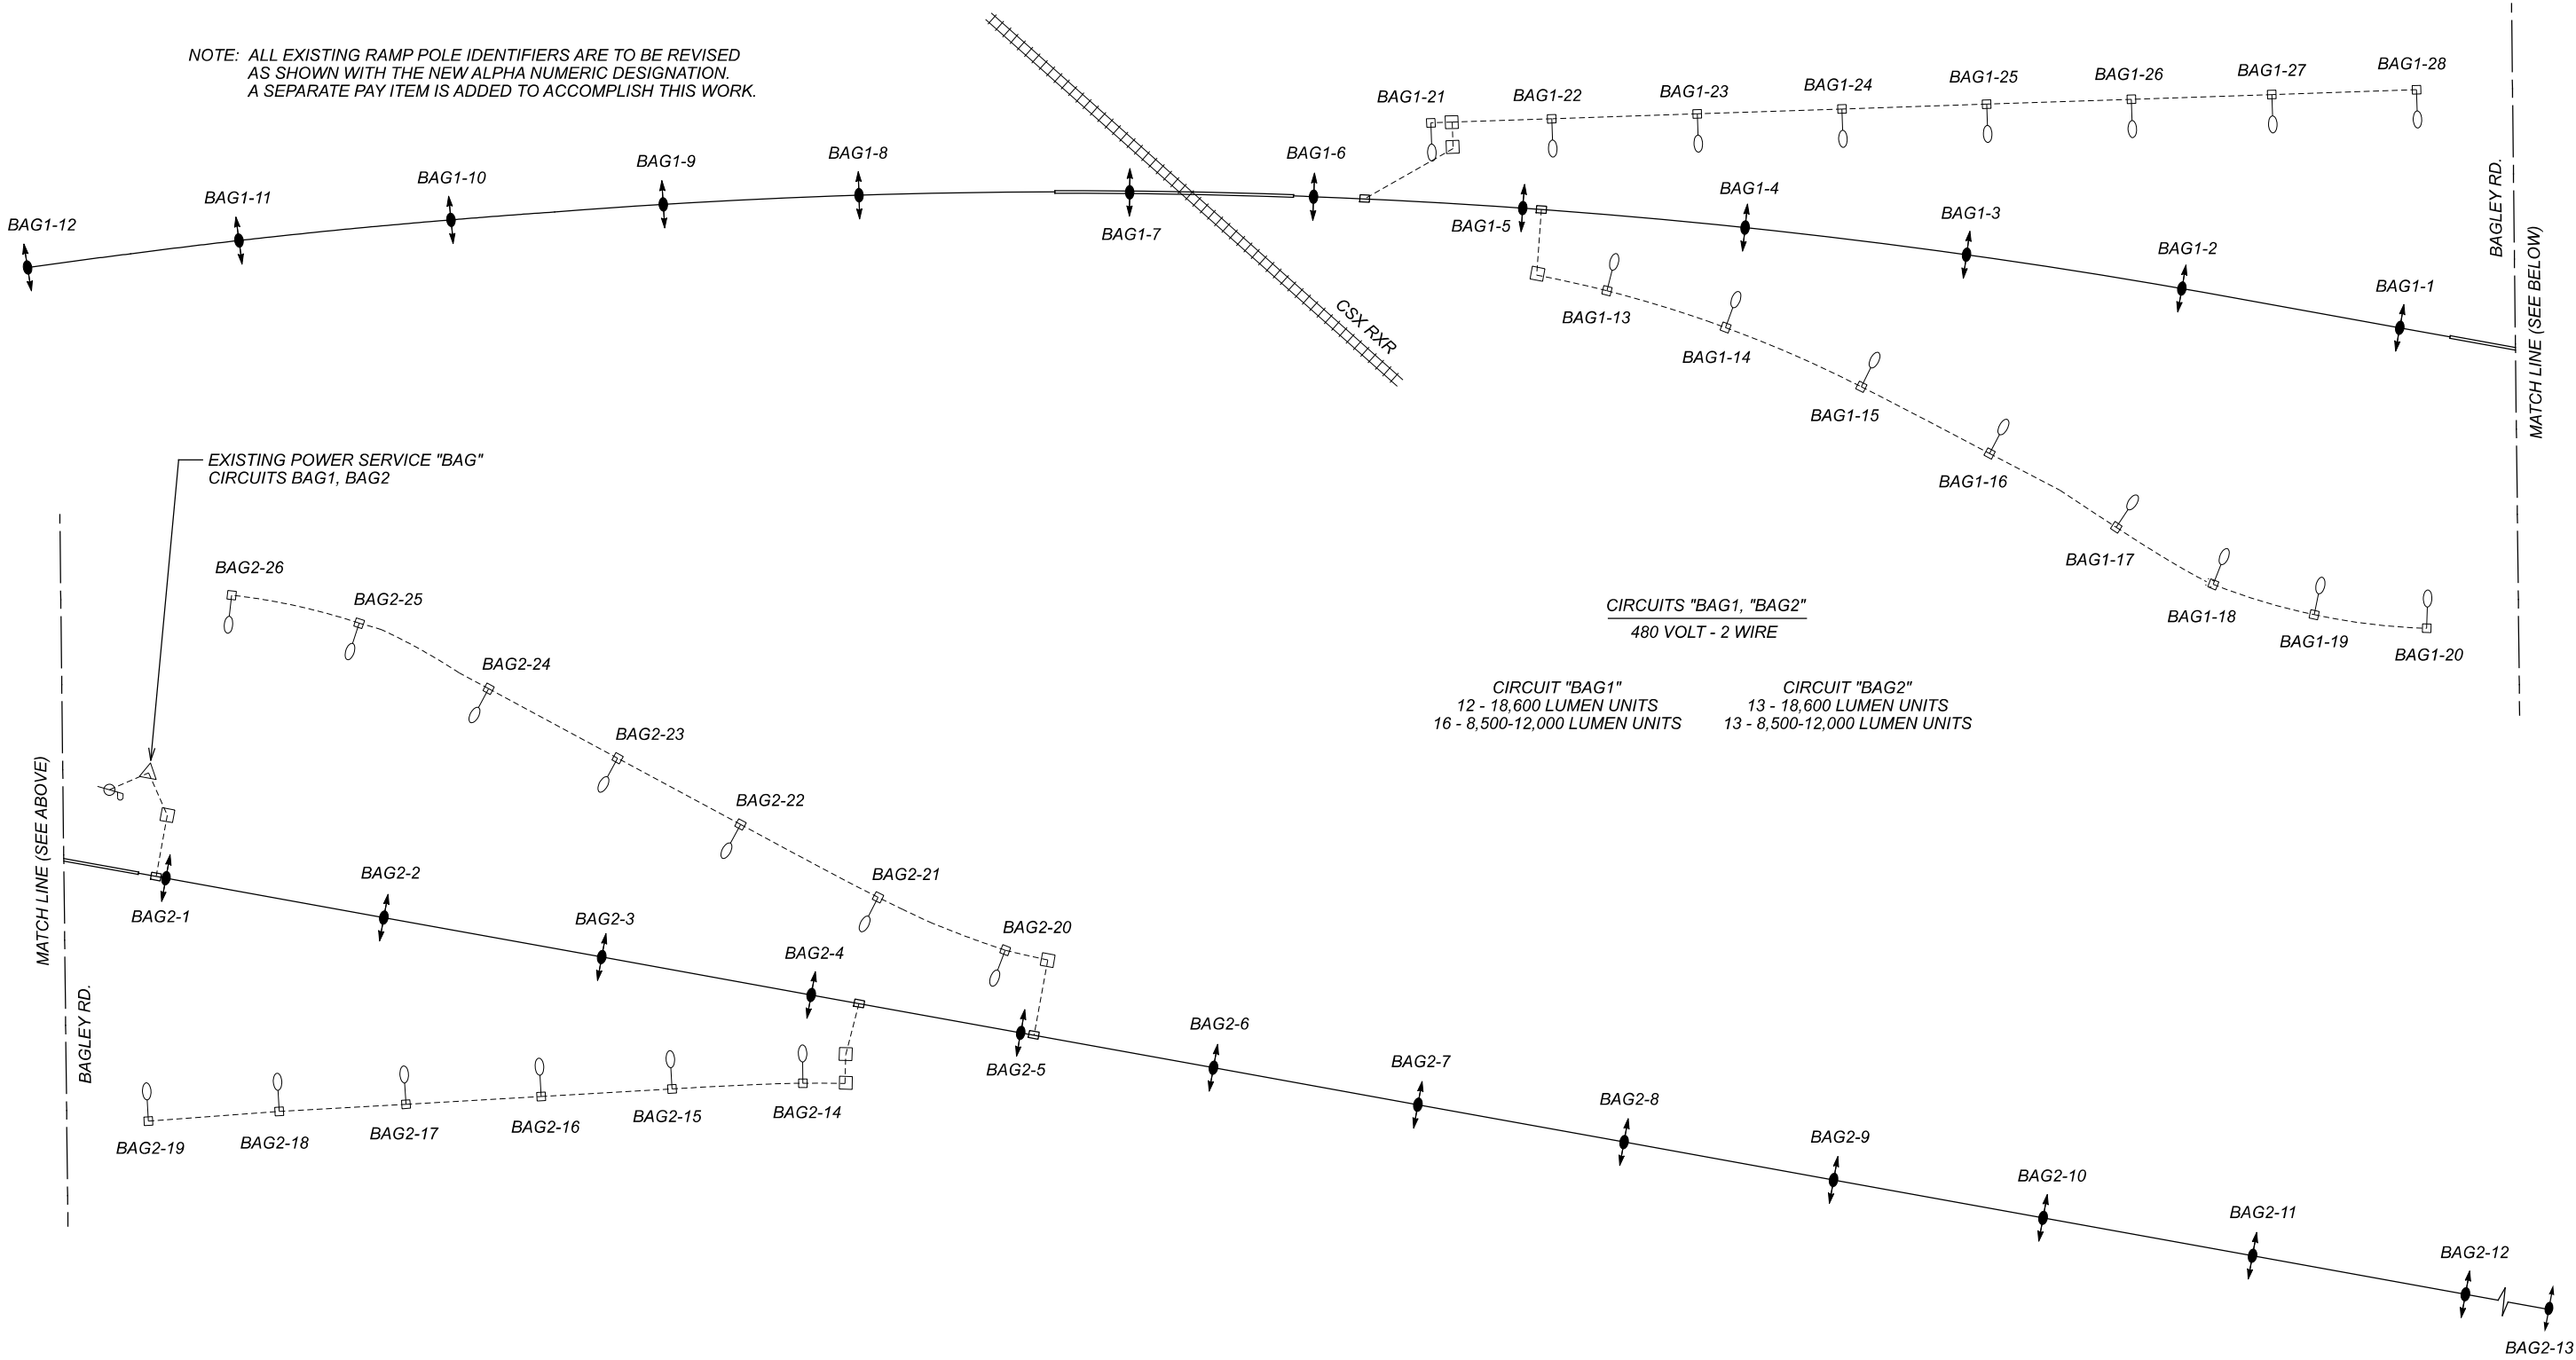 NOTE: ALL EXISTING RAMP POLE IDENTIFIERS ARE TO BE REVISED
AS SHOWN WITH THE NEW ALPHA NUMERIC DESIGNATION.
A SEPARATE PAY ITEM IS ADDED TO ACCOMPLISH THIS WORK.
BAG1-12
BAG1-11
BAG1-10
BAG1-9
BAG1-8
BAG1-7
BAG1-6
BAG1-5
BAG1-4
BAG1-3
BAG1-2
BAG1-1
BAG1-21
BAG1-22
BAG1-23
BAG1-24
BAG1-25
BAG1-26
BAG1-27
BAG1-28
CSX RXR
BAG1-13
BAG1-14
BAG1-15
BAG1-16
BAG1-17
BAG1-18
BAG1-19
BAG1-20
BAGLEY RD.
MATCH LINE (SEE BELOW)
EXISTING POWER SERVICE "BAG"
CIRCUITS BAG1, BAG2
CIRCUITS "BAG1, "BAG2"
480 VOLT - 2 WIRE
CIRCUIT "BAG1"
12 - 18,600 LUMEN UNITS
16 - 8,500-12,000 LUMEN UNITS
CIRCUIT "BAG2"
13 - 18,600 LUMEN UNITS
13 - 8,500-12,000 LUMEN UNITS
BAG2-26
BAG2-25
BAG2-24
BAG2-23
BAG2-22
BAG2-21
BAG2-20
MATCH LINE (SEE ABOVE)
BAGLEY RD.
BAG2-1
BAG2-2
BAG2-3
BAG2-4
BAG2-5
BAG2-6
BAG2-7
BAG2-8
BAG2-9
BAG2-10
BAG2-11
BAG2-12
BAG2-13
BAG2-19
BAG2-18
BAG2-17
BAG2-16
BAG2-15
BAG2-14